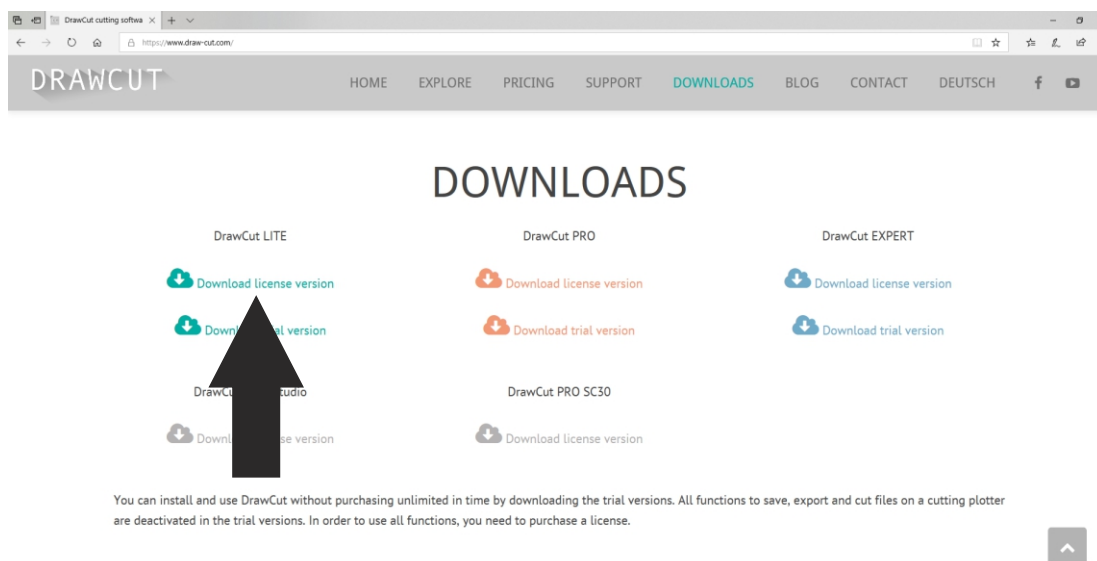 DrawCut cutting softwa
https://www.draw-cut.com/
DRAWCUT HOME EXPLORE PRICING SUPPORT DOWNLOADS BLOG CONTACT DEUTSCH
DOWNLOADS
DrawCut LITE DrawCut PRO DrawCut EXPERT
Download license version Download license version Download license version
version Download trial version Download trial version
DrawCut PRO SC30
version Download license version
You can install and use DrawCut without purchasing unlimited in time by downloading the trial versions. All functions to save, export and cut files on a cutting plotter
are deactivated in the trial versions. In order to use all functions, you need to purchase a license.